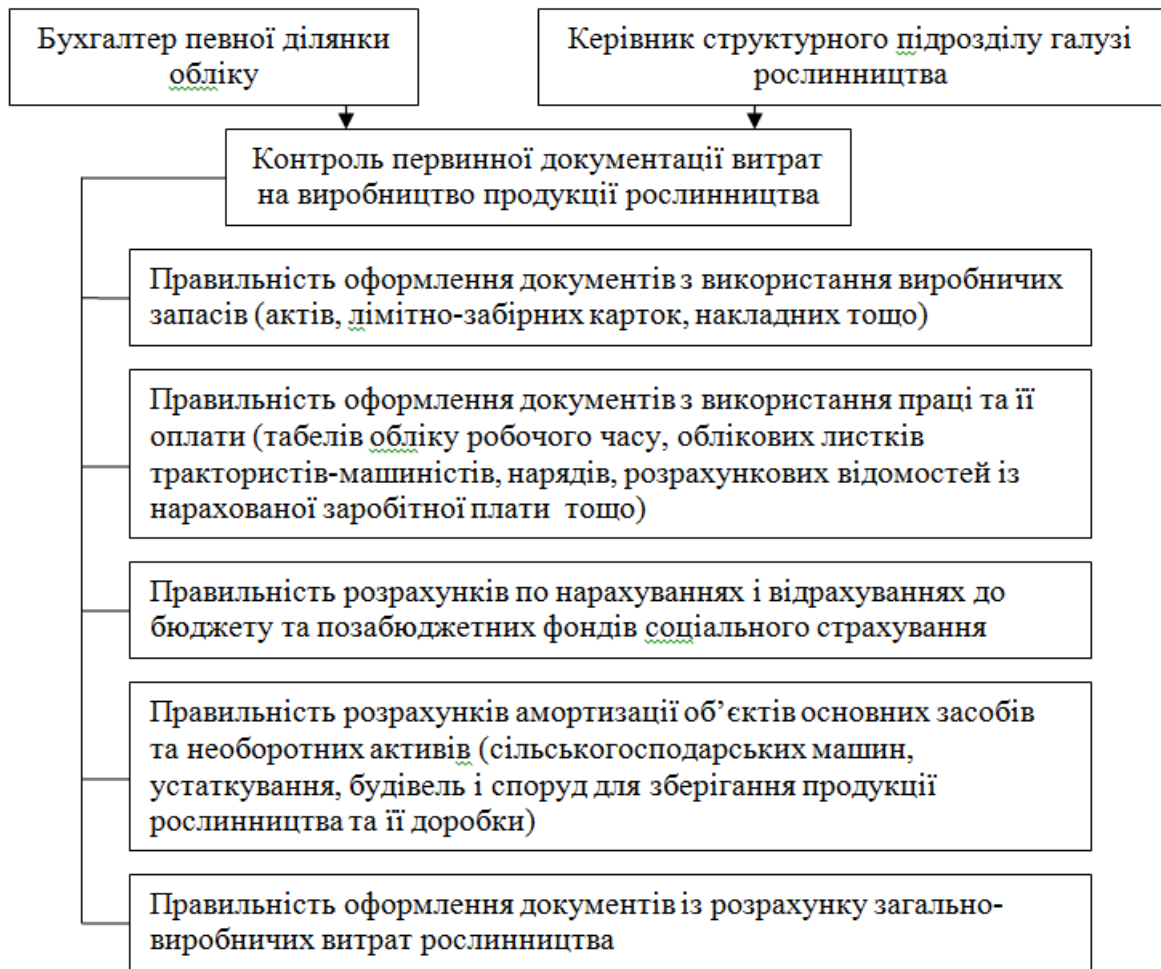 Бухгалтер певної ділянки
обліку
Керівник структурного підрозділу галузі
рослинництва
Контроль первинної документації витрат
на виробництво продукції рослинництва
Правильність оформлення документів з використання виробничих
запасів (актів, лімітно-забірних карток, накладних тощо)
Правильність оформлення документів з використання праці та її
оплати (табелів обліку робочого часу, облікових листків
трактористів-машиністів, нарядів, розрахункових відомостей із
нарахованої заробітної плати тощо)
Правильність розрахунків по нарахуваннях і відрахуваннях до
бюджету та позабюджетних фондів соціального страхування
Правильність розрахунків амортизації об’єктів основних засобів
та необоротних активів (сільськогосподарських машин,
устаткування, будівель і споруд для зберігання продукції
рослинництва та її доробки)
Правильність оформлення документів із розрахунку загально-
виробничих витрат рослинництва